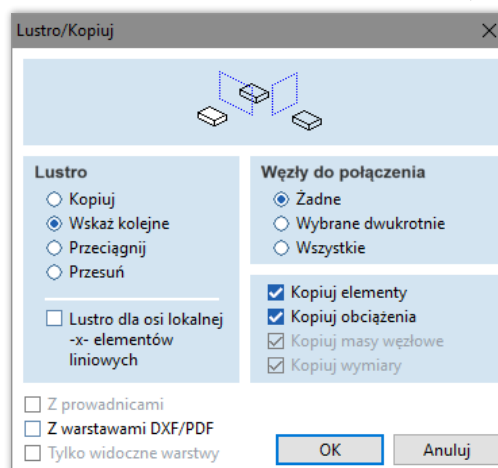 Lustro/Kopiuj
Lustro
Kopiuj
Wskaż kolejne
Przeciągnij
Przesuń
Lustro dla osi lokalnej
-x- elementów
liniowych
Węzły do połączenia
Żadne
Wybrane dwukrotnie
Wszystkie
Kopiuj elementy
Kopiuj obciążenia
Kopiuj masy węzłowe
Kopiuj wymiary
Z prowadnicami
Z warstawami DXF/PDF
Tylko widoczne warstwy
OK
Anuluj